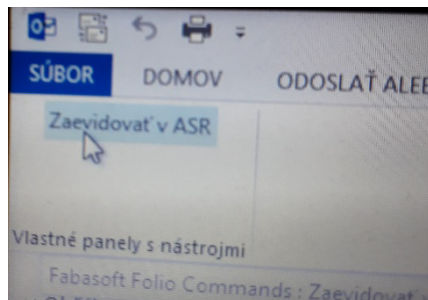 SÚBOR DOMOV ODOSLAŤ ALEB
Zaevidovať v ASR
Vlastné panely s nástrojmi
Fabasoft Folio Commands : Zaevidovať